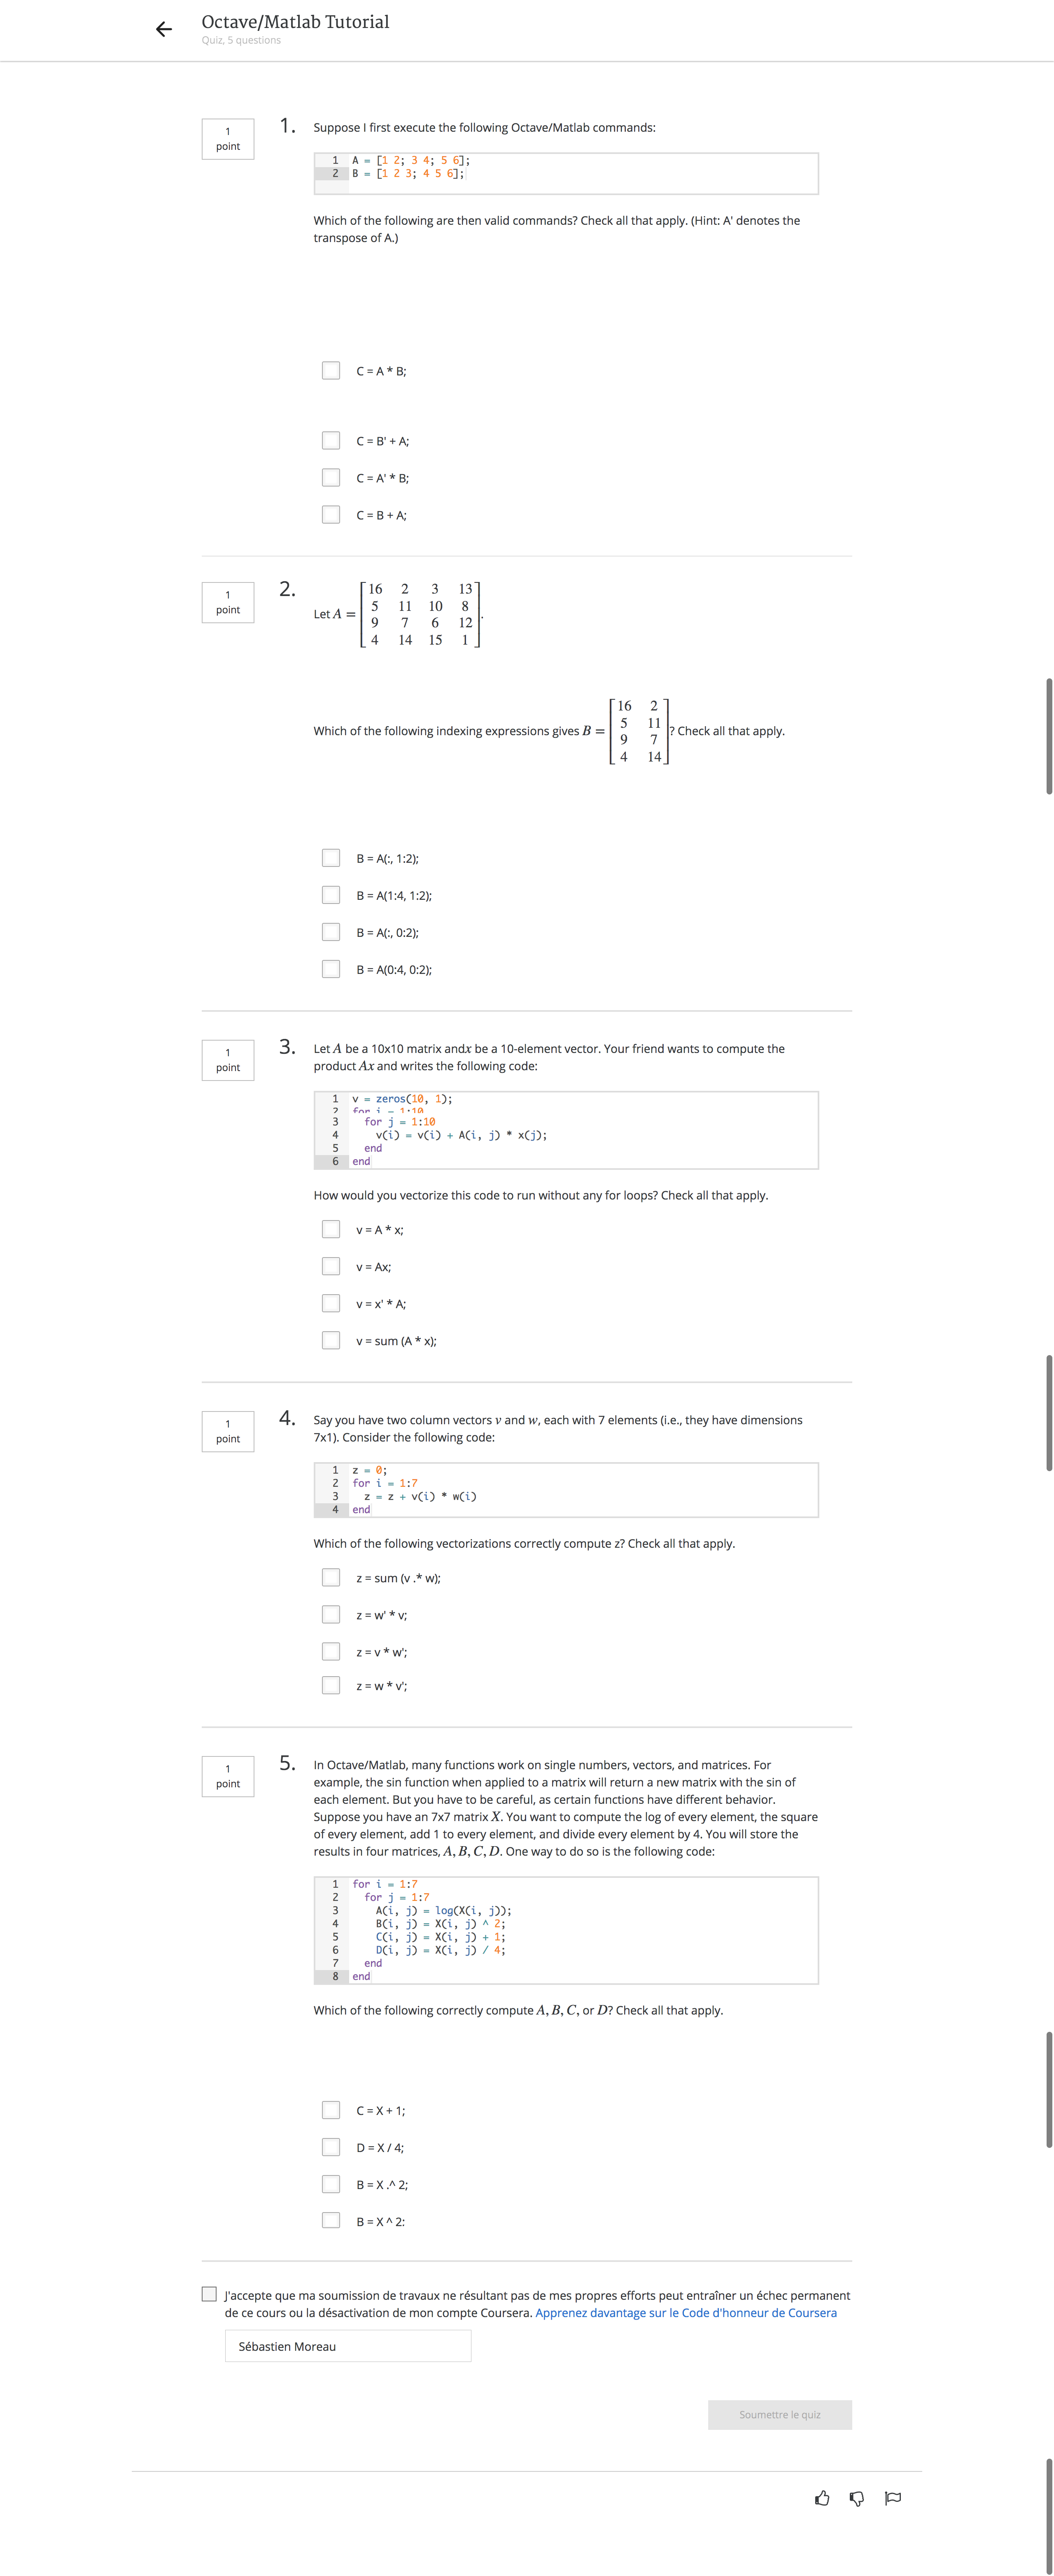 Octave/Matlab Tutorial
Quiz, 5 questions
1
point
1.
Suppose I first execute the following Octave/Matlab commands:
1 A = [1 2; 3 4; 5 6];
2 B = [1 2 3; 4 5 6];
Which of the following are then valid commands? Check all that apply. (Hint: A' denotes the
transpose of A.)
C = A * B;
C = B' + A;
C = A' * B;
C = B + A;
1
point
2.
Let A =
16 2 3 13
5 11 10 8
9 7 6 12
4 14 15 1
.
Which of the following indexing expressions gives B =
16 2
5 11
9 7
4 14
? Check all that apply.
B = A(:, 1:2);
B = A(1:4, 1:2);
B = A(:, 0:2);
B = A(0:4, 0:2);
1
point
3.
Let A be a 10x10 matrix andx be a 10-element vector. Your friend wants to compute the
product Ax and writes the following code:
1 v = zeros(10, 1);
2 for i = 1:10
3 for j = 1:10
4 v(i) = v(i) + A(i, j) * x(j);
5 end
6 end
How would you vectorize this code to run without any for loops? Check all that apply.
v = A * x;
v = Ax;
v = x' * A;
v = sum (A * x);
1
point
4.
Say you have two column vectors v and w, each with 7 elements (i.e., they have dimensions
7x1). Consider the following code:
1 z = 0;
2 for i = 1:7
3 z = z + v(i) * w(i)
4 end
Which of the following vectorizations correctly compute z? Check all that apply.
z = sum (v .* w);
z = w' * v;
z = v * w';
z = w * v';
1
point
5.
In Octave/Matlab, many functions work on single numbers, vectors, and matrices. For
example, the sin function when applied to a matrix will return a new matrix with the sin of
each element. But you have to be careful, as certain functions have different behavior.
Suppose you have an 7x7 matrix X. You want to compute the log of every element, the square
of every element, add 1 to every element, and divide every element by 4. You will store the
results in four matrices, A, B, C, D. One way to do so is the following code:
1 for i = 1:7
2 for j = 1:7
3 A(i, j) = log(X(i, j));
4 B(i, j) = X(i, j) ^ 2;
5 C(i, j) = X(i, j) + 1;
6 D(i, j) = X(i, j) / 4;
7 end
8 end
Which of the following correctly compute A, B, C, or D? Check all that apply.
C = X + 1;
D = X / 4;
B = X .^ 2;
B = X ^ 2:
J'accepte que ma soumission de travaux ne résultant pas de mes propres efforts peut entraîner un échec permanent
de ce cours ou la désactivation de mon compte Coursera. Apprenez davantage sur le Code d'honneur de Coursera
Sébastien Moreau
Soumettre le quiz